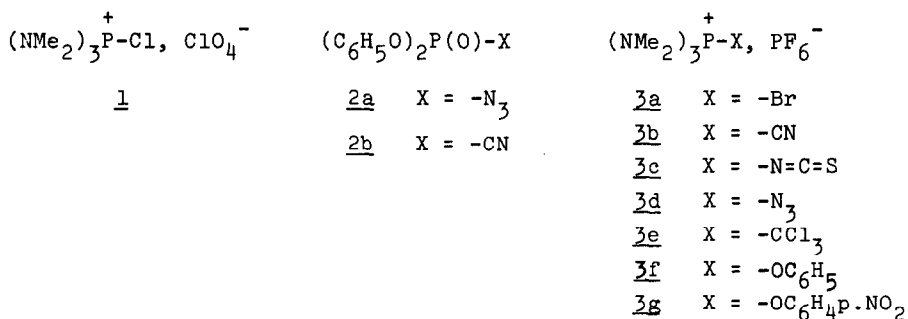 (NMe₂)₃P⁺-Cl, ClO₄⁻ (C₆H₅O)₂P(O)-X (NMe₂)₃P⁺-X, PF₆⁻
1 2a X = -N₃ 3a X = -Br
2b X = -CN 3b X = -CN
3c X = -N=C=S
3d X = -N₃
3e X = -CCl₃
3f X = -OC₆H₅
3g X = -OC₆H₄p.NO₂